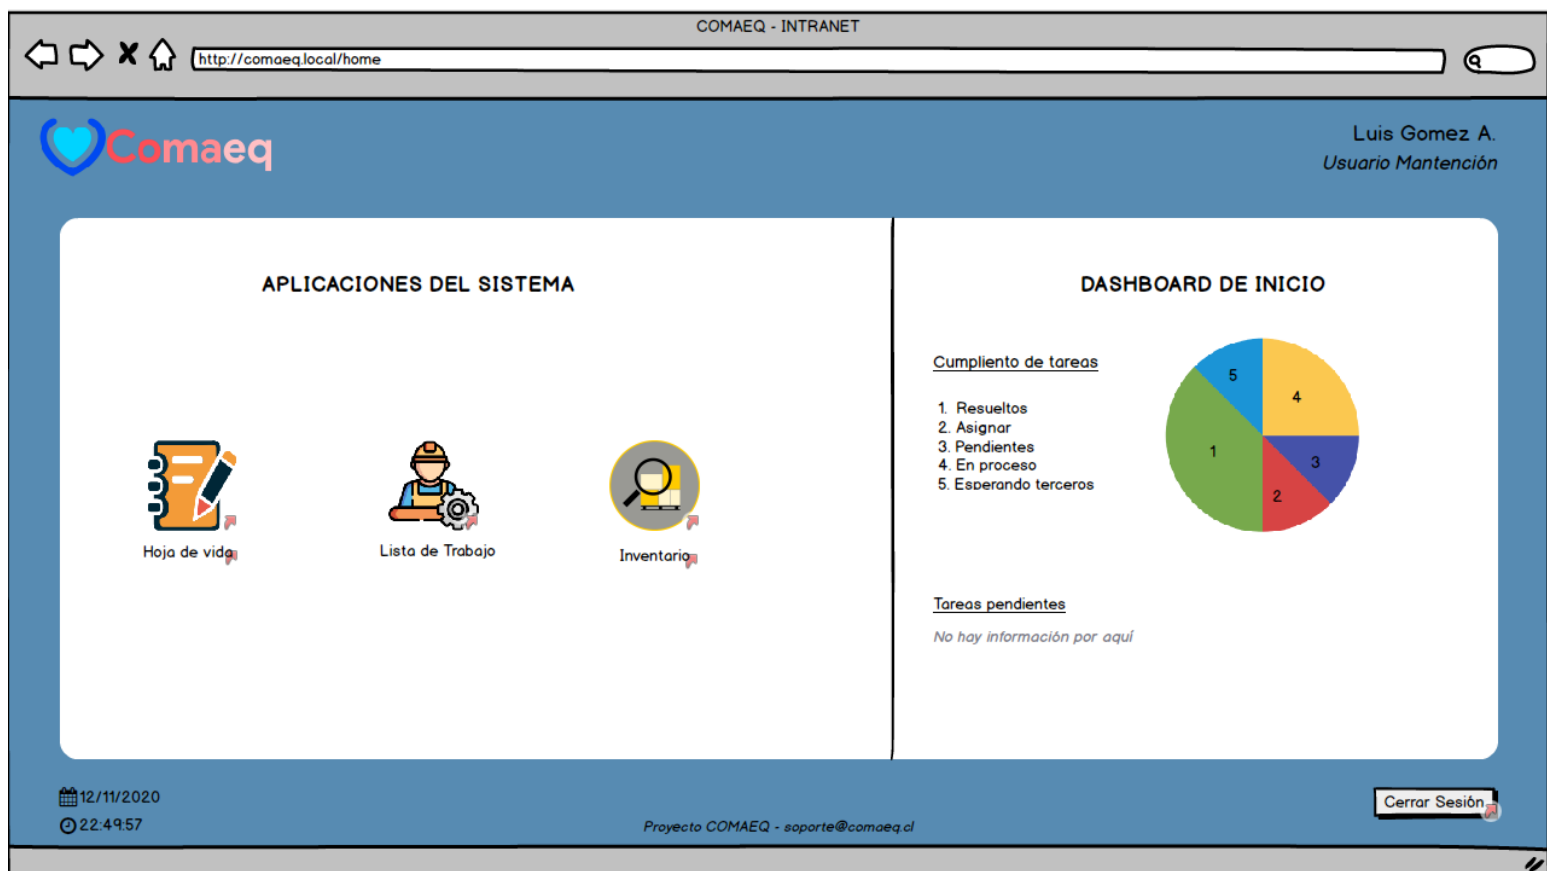 COMAEQ - INTRANET
http://comaeq.local/home
Comaeq
Luis Gomez A.
Usuario Mantención
APLICACIONES DEL SISTEMA
Hoja de vida
Lista de Trabajo
Inventario
DASHBOARD DE INICIO
Cumpliento de tareas
1. Resueltos
2. Asignar
3. Pendientes
4. En proceso
5. Esperando terceros
5
4
1
3
2
Tareas pendientes
No hay información por aquí
12/11/2020
22:49:57
Proyecto COMAEQ - soporte@comaeq.cl
Cerrar Sesión